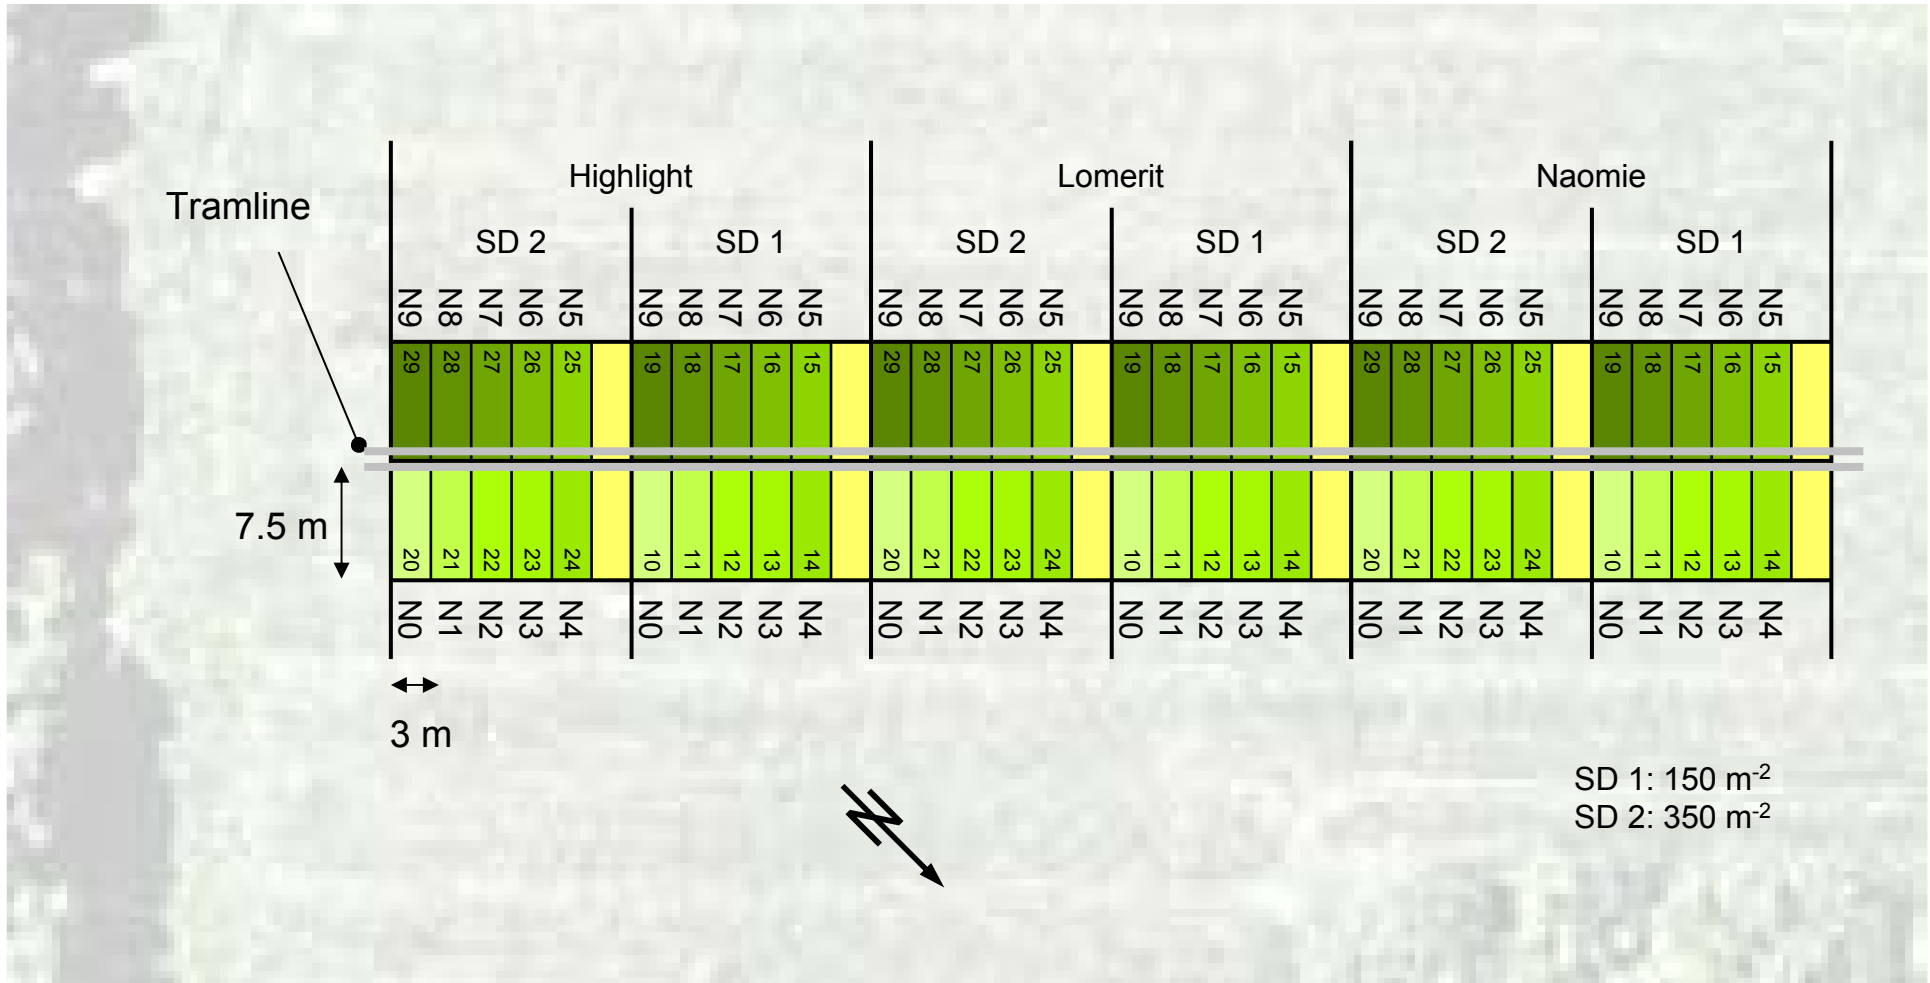 Highlight Lomerit Naomie
Tramline
SD 2 SD 1 SD 2 SD 1 SD 2 SD 1
N9 N8 N7 N6 N5 N9 N8 N7 N6 N5 N9 N8 N7 N6 N5 N9 N8 N7 N6 N5 N9 N8 N7 N6 N5 N9 N8 N7 N6 N5
29 28 27 26 25 19 18 17 16 15 29 28 27 26 25 19 18 17 16 15 29 28 27 26 25 19 18 17 16 15
7.5 m
20 21 22 23 24 10 11 12 13 14 20 21 22 23 24 10 11 12 13 14 20 21 22 23 24 10 11 12 13 14
N0 N1 N2 N3 N4 N0 N1 N2 N3 N4 N0 N1 N2 N3 N4 N0 N1 N2 N3 N4 N0 N1 N2 N3 N4 N0 N1 N2 N3 N4
3 m
SD 1: 150 m⁻²
SD 2: 350 m⁻²
N